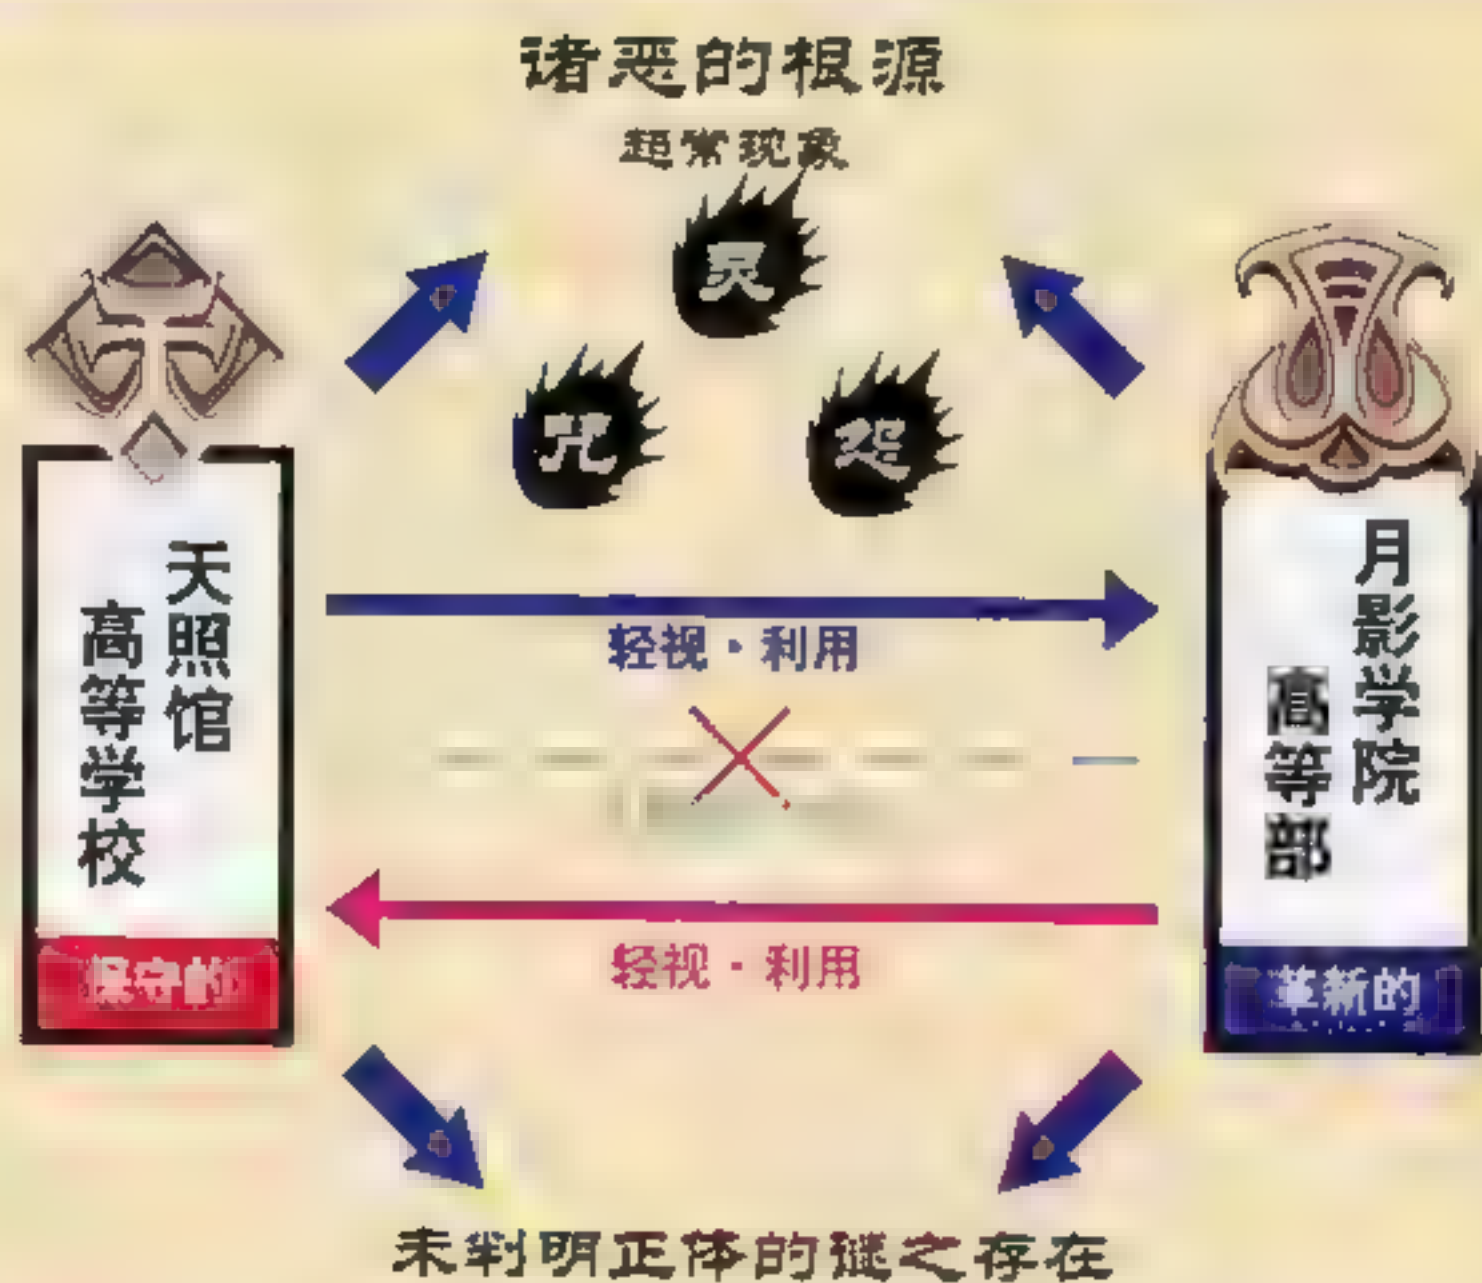 诸恶的根源
超常现象
灵
咒
怨
天照馆
高等学校
保守的
轻视·利用
轻视·利用
月影学院
高等部
革新的
未判明正体的谜之存在